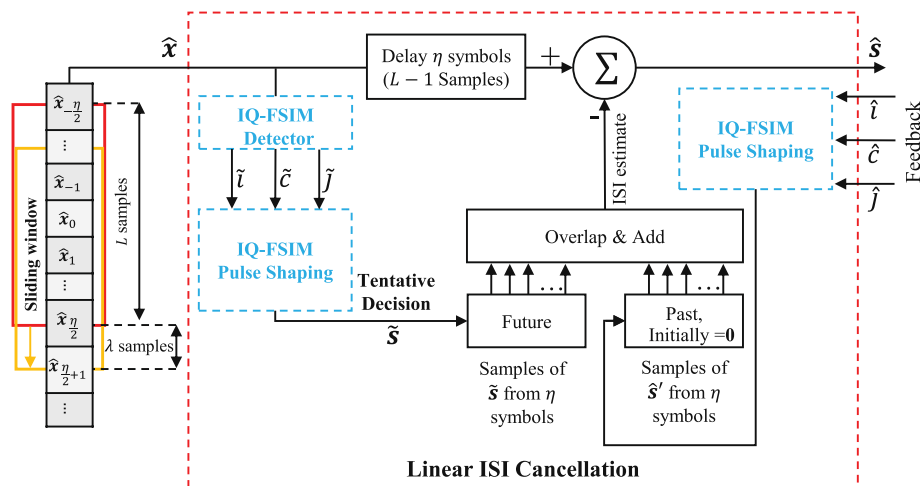 x̂
Delay η symbols
(L − 1 Samples)
+
Σ
-
ŝ
x̂₋η/2
⋮
x̂₋₁
x̂₀
x̂₁
⋮
x̂η/2
x̂η/2+1
⋮
Sliding window
L samples
λ samples
IQ-FSIM
Detector
ĩ
c̃
j̃
IQ-FSIM
Pulse Shaping
Tentative
Decision
s̃
ISI estimate
IQ-FSIM
Pulse Shaping
î
ĉ
ĵ
Feedback
Overlap & Add
...
...
Future
Past,
Initially =0
Samples of
s̃ from η
symbols
Samples of
ŝ′ from η
symbols
Linear ISI Cancellation